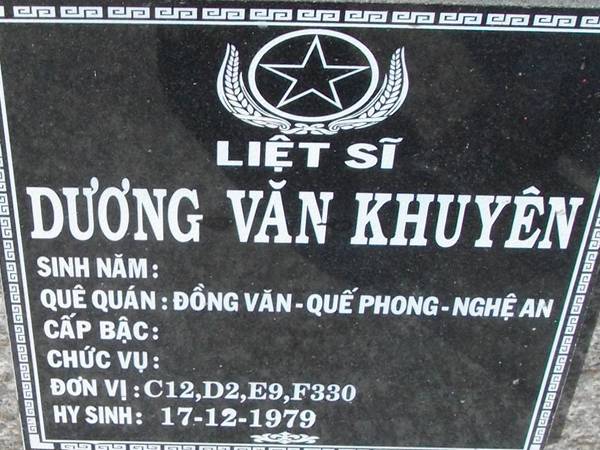 LIỆT SĨ
DƯƠNG VĂN KHUYÊN
SINH NĂM :
QUÊ QUÁN : ĐỒNG VĂN - QUẾ PHONG - NGHỆ AN
CẤP BẬC :
CHỨC VỤ :
ĐƠN VỊ : C12,D2,E9,F330
HY SINH : 17-12-1979